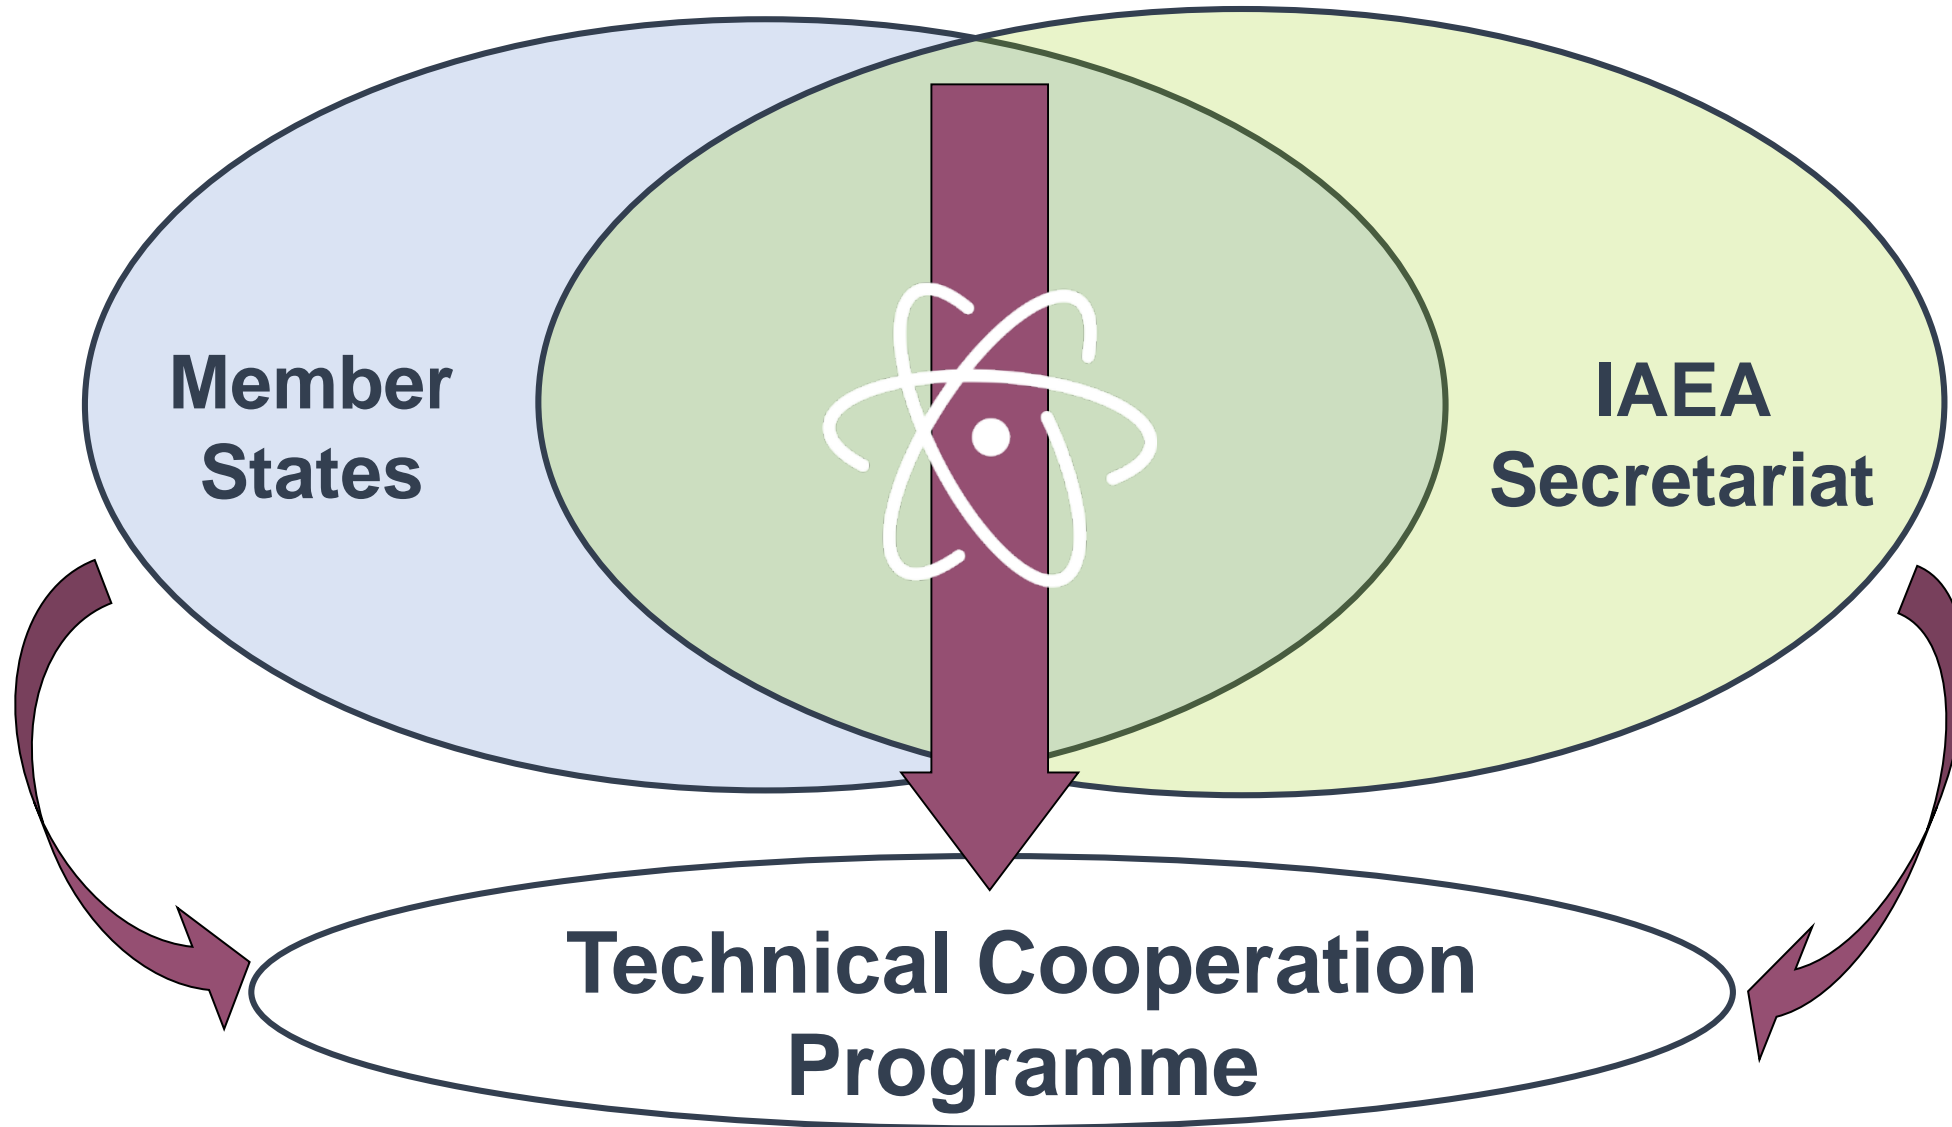 Member
States
IAEA
Secretariat
Technical Cooperation
Programme